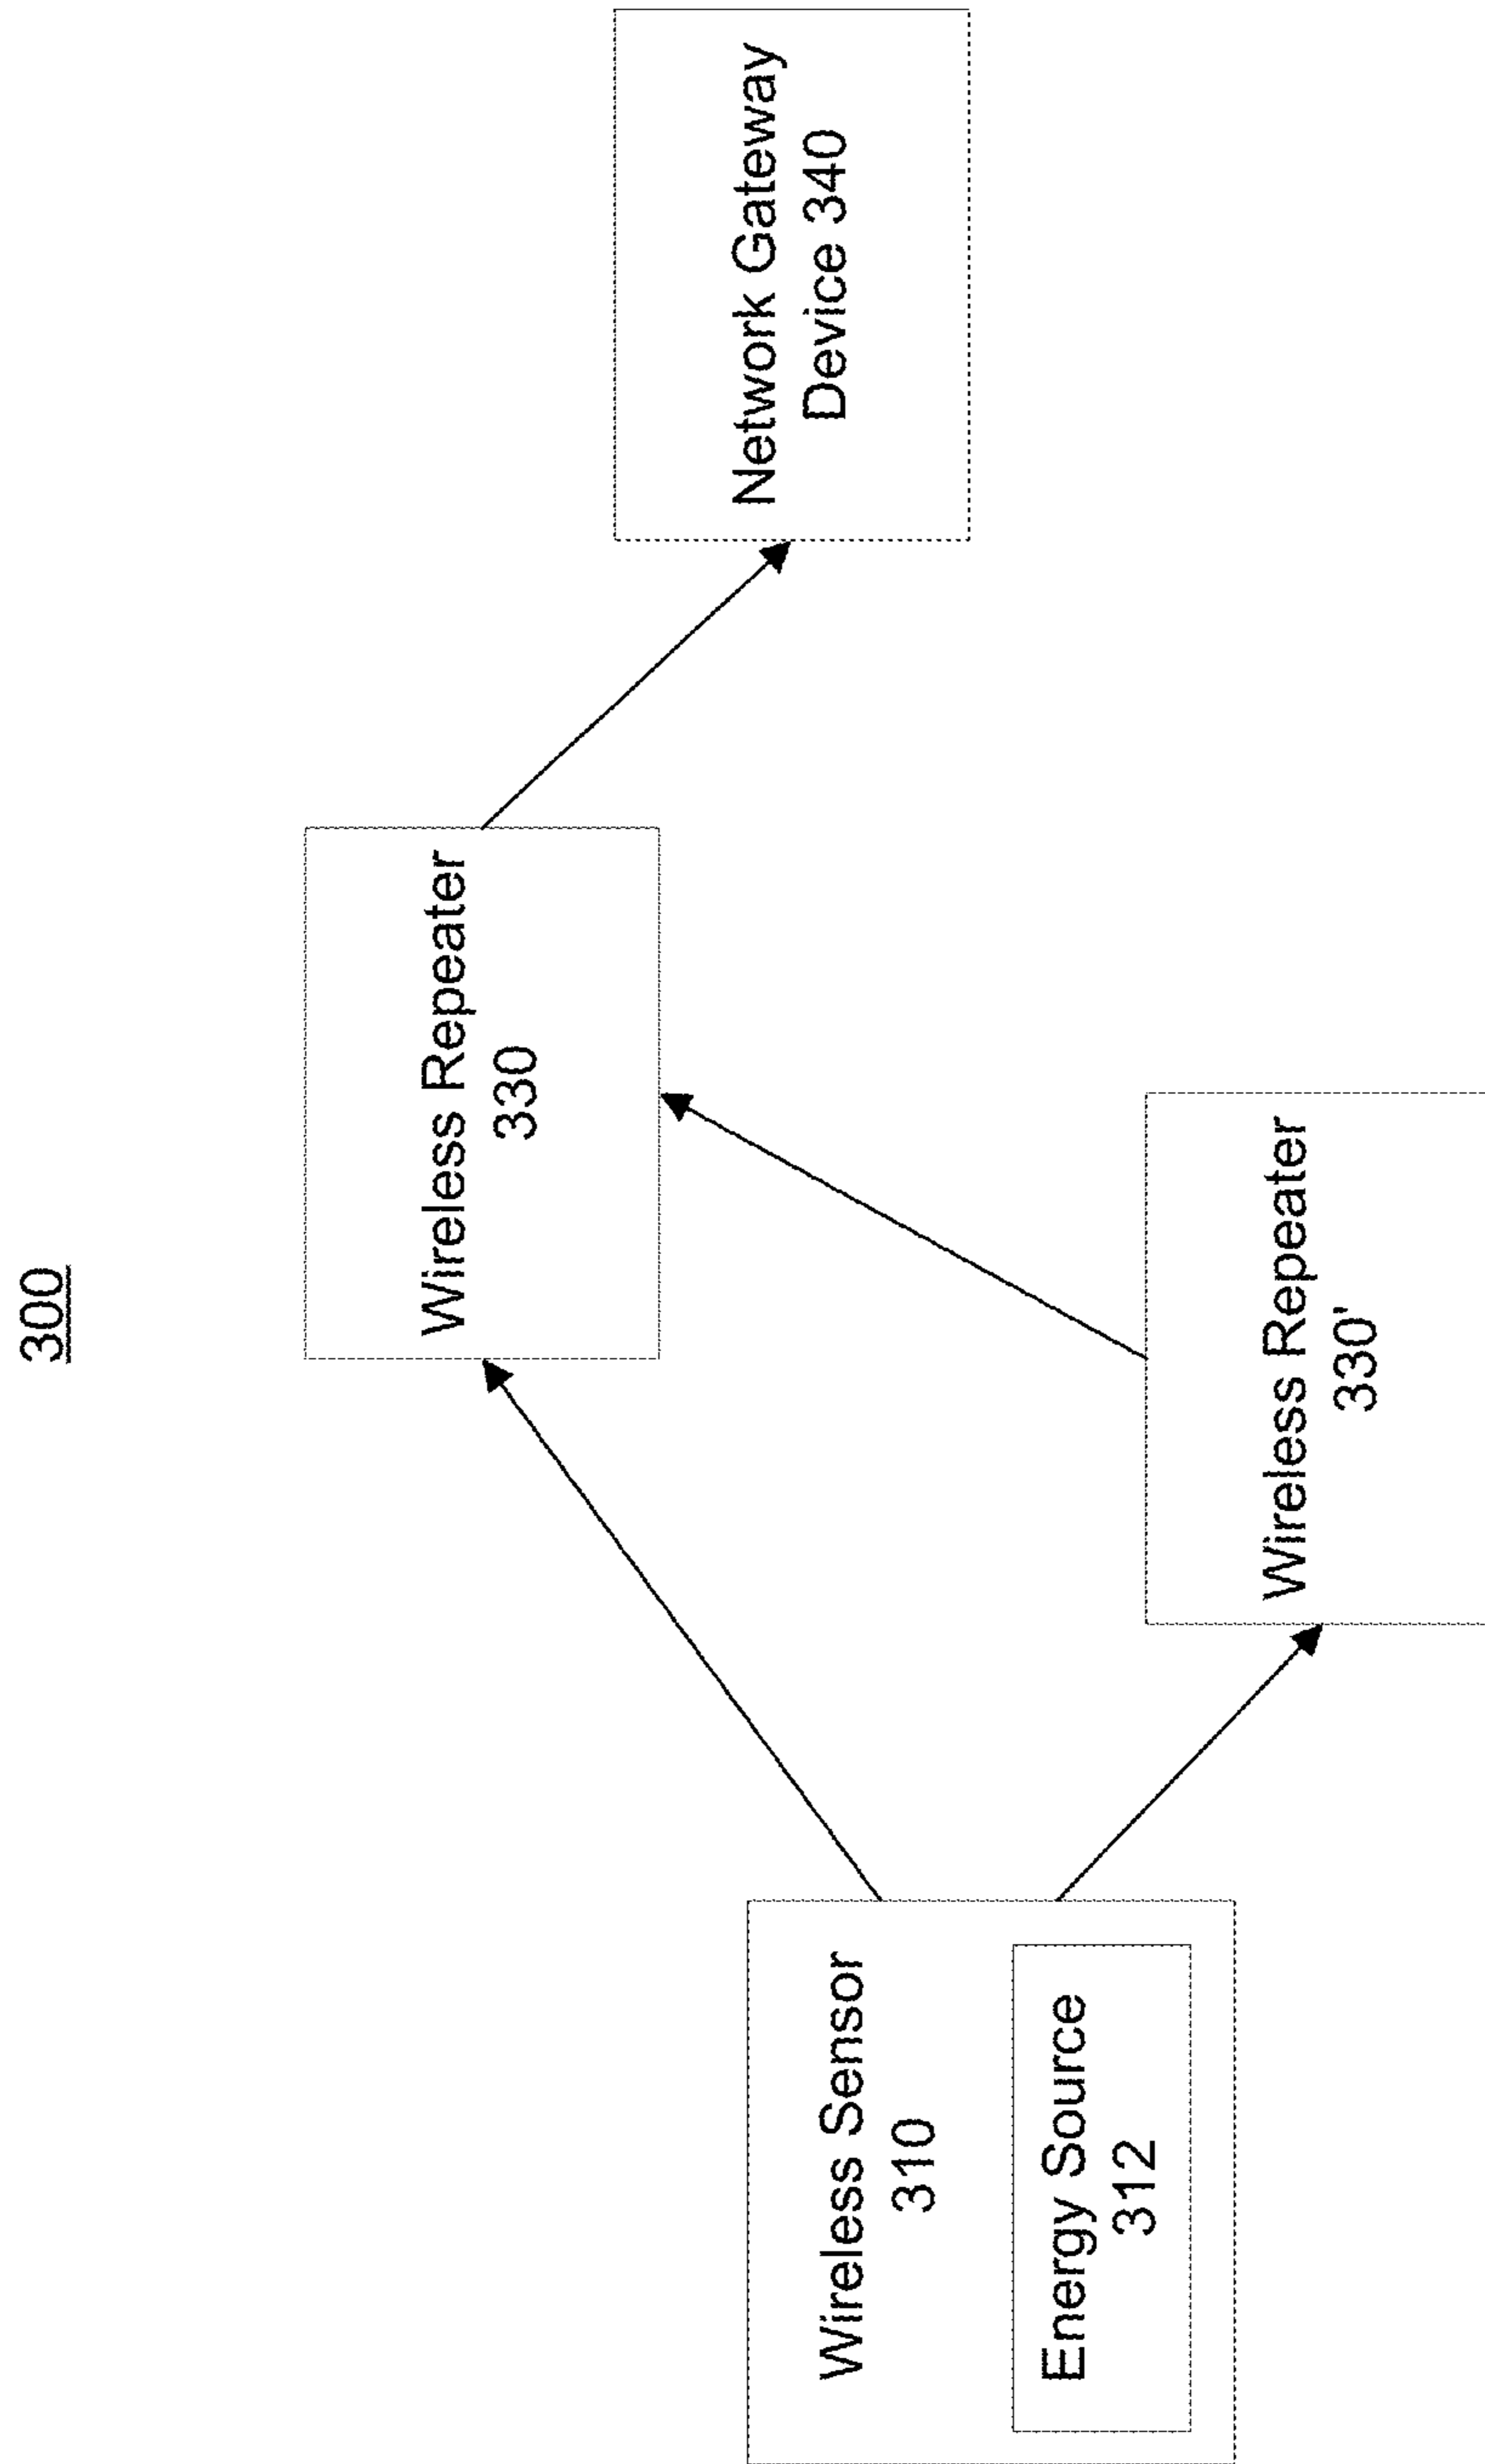 300
Wireless Sensor
310
Energy Source
312
Wireless Repeater
330
Wireless Repeater
330'
Network Gateway
Device 340